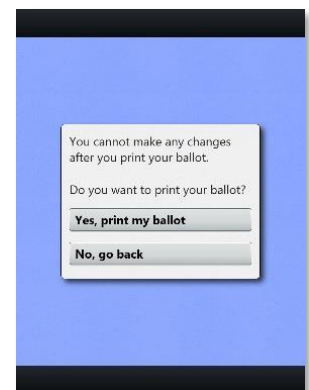 You cannot make any changes
after you print your ballot.
Do you want to print your ballot?
Yes, print my ballot
No, go back